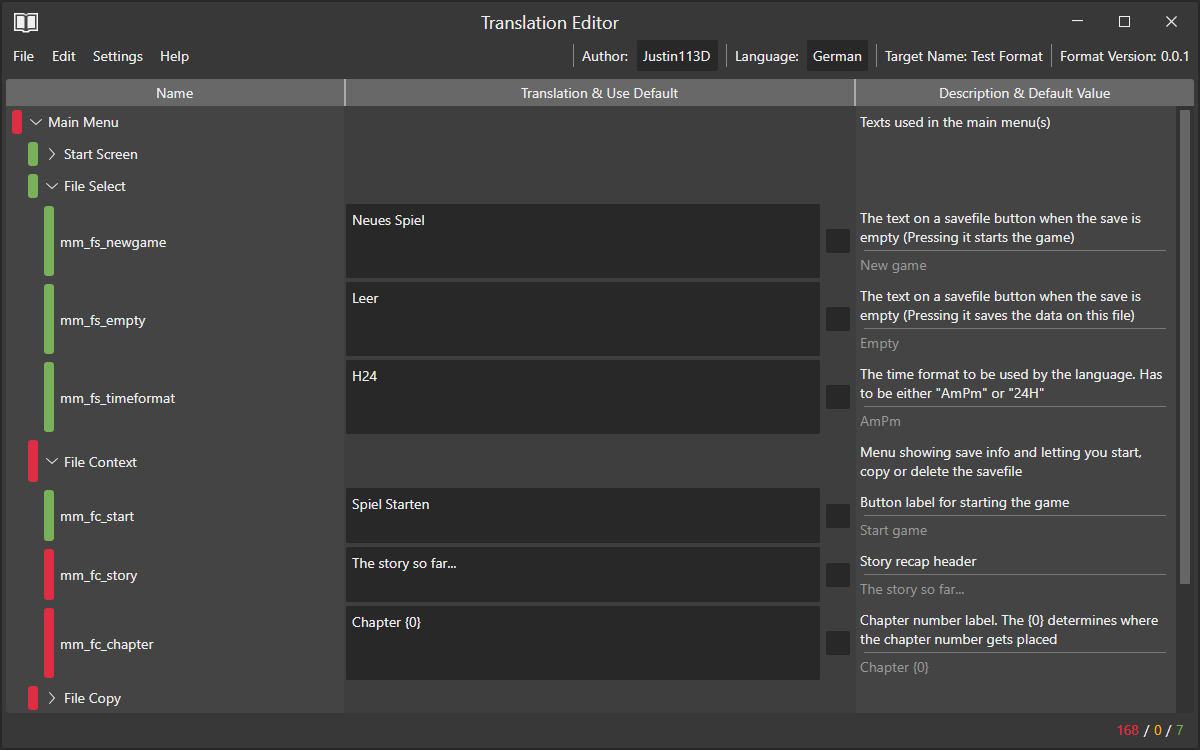 Translation Editor
File Edit Settings Help Author: Justin113D Language: German Target Name: Test Format Format Version: 0.0.1
Name Translation & Use Default Description & Default Value
Main Menu Texts used in the main menu(s)
Start Screen
File Select
mm_fs_newgame
Neues Spiel
The text on a savefile button when the save is
empty (Pressing it starts the game)
New game
mm_fs_empty
Leer
The text on a savefile button when the save is
empty (Pressing it saves the data on this file)
Empty
mm_fs_timeformat
H24
The time format to be used by the language. Has
to be either "AmPm" or "24H"
AmPm
File Context
Menu showing save info and letting you start,
copy or delete the savefile
mm_fc_start
Spiel Starten
Button label for starting the game
Start game
mm_fc_story
The story so far...
Story recap header
The story so far...
mm_fc_chapter
Chapter {0}
Chapter number label. The {0} determines where
the chapter number gets placed
Chapter {0}
File Copy
168 / 0 / 7